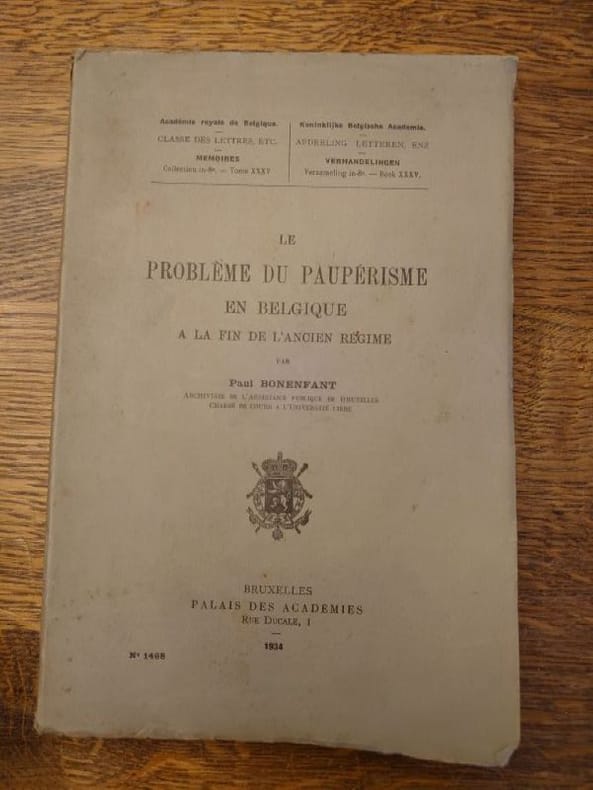 Académie royale de Belgique.
CLASSE DES LETTRES, ETC.
MÉMOIRES
Collection in-8º. — Tome XXXV
Koninklijke Belgische Academie.
AFDEELING LETTEREN, ENZ
VERHANDELINGEN
Verzameling in-8º. — Boek XXXV.
LE
PROBLÈME DU PAUPÉRISME
EN BELGIQUE
A LA FIN DE L'ANCIEN RÉGIME
PAR
Paul BONENFANT
ARCHIVISTE DE L'ASSISTANCE PUBLIQUE DE BRUXELLES
CHARGÉ DE COURS A L'UNIVERSITÉ LIBRE
BRUXELLES
PALAIS DES ACADÉMIES
RUE DUCALE, 1
1934
Nº 1468